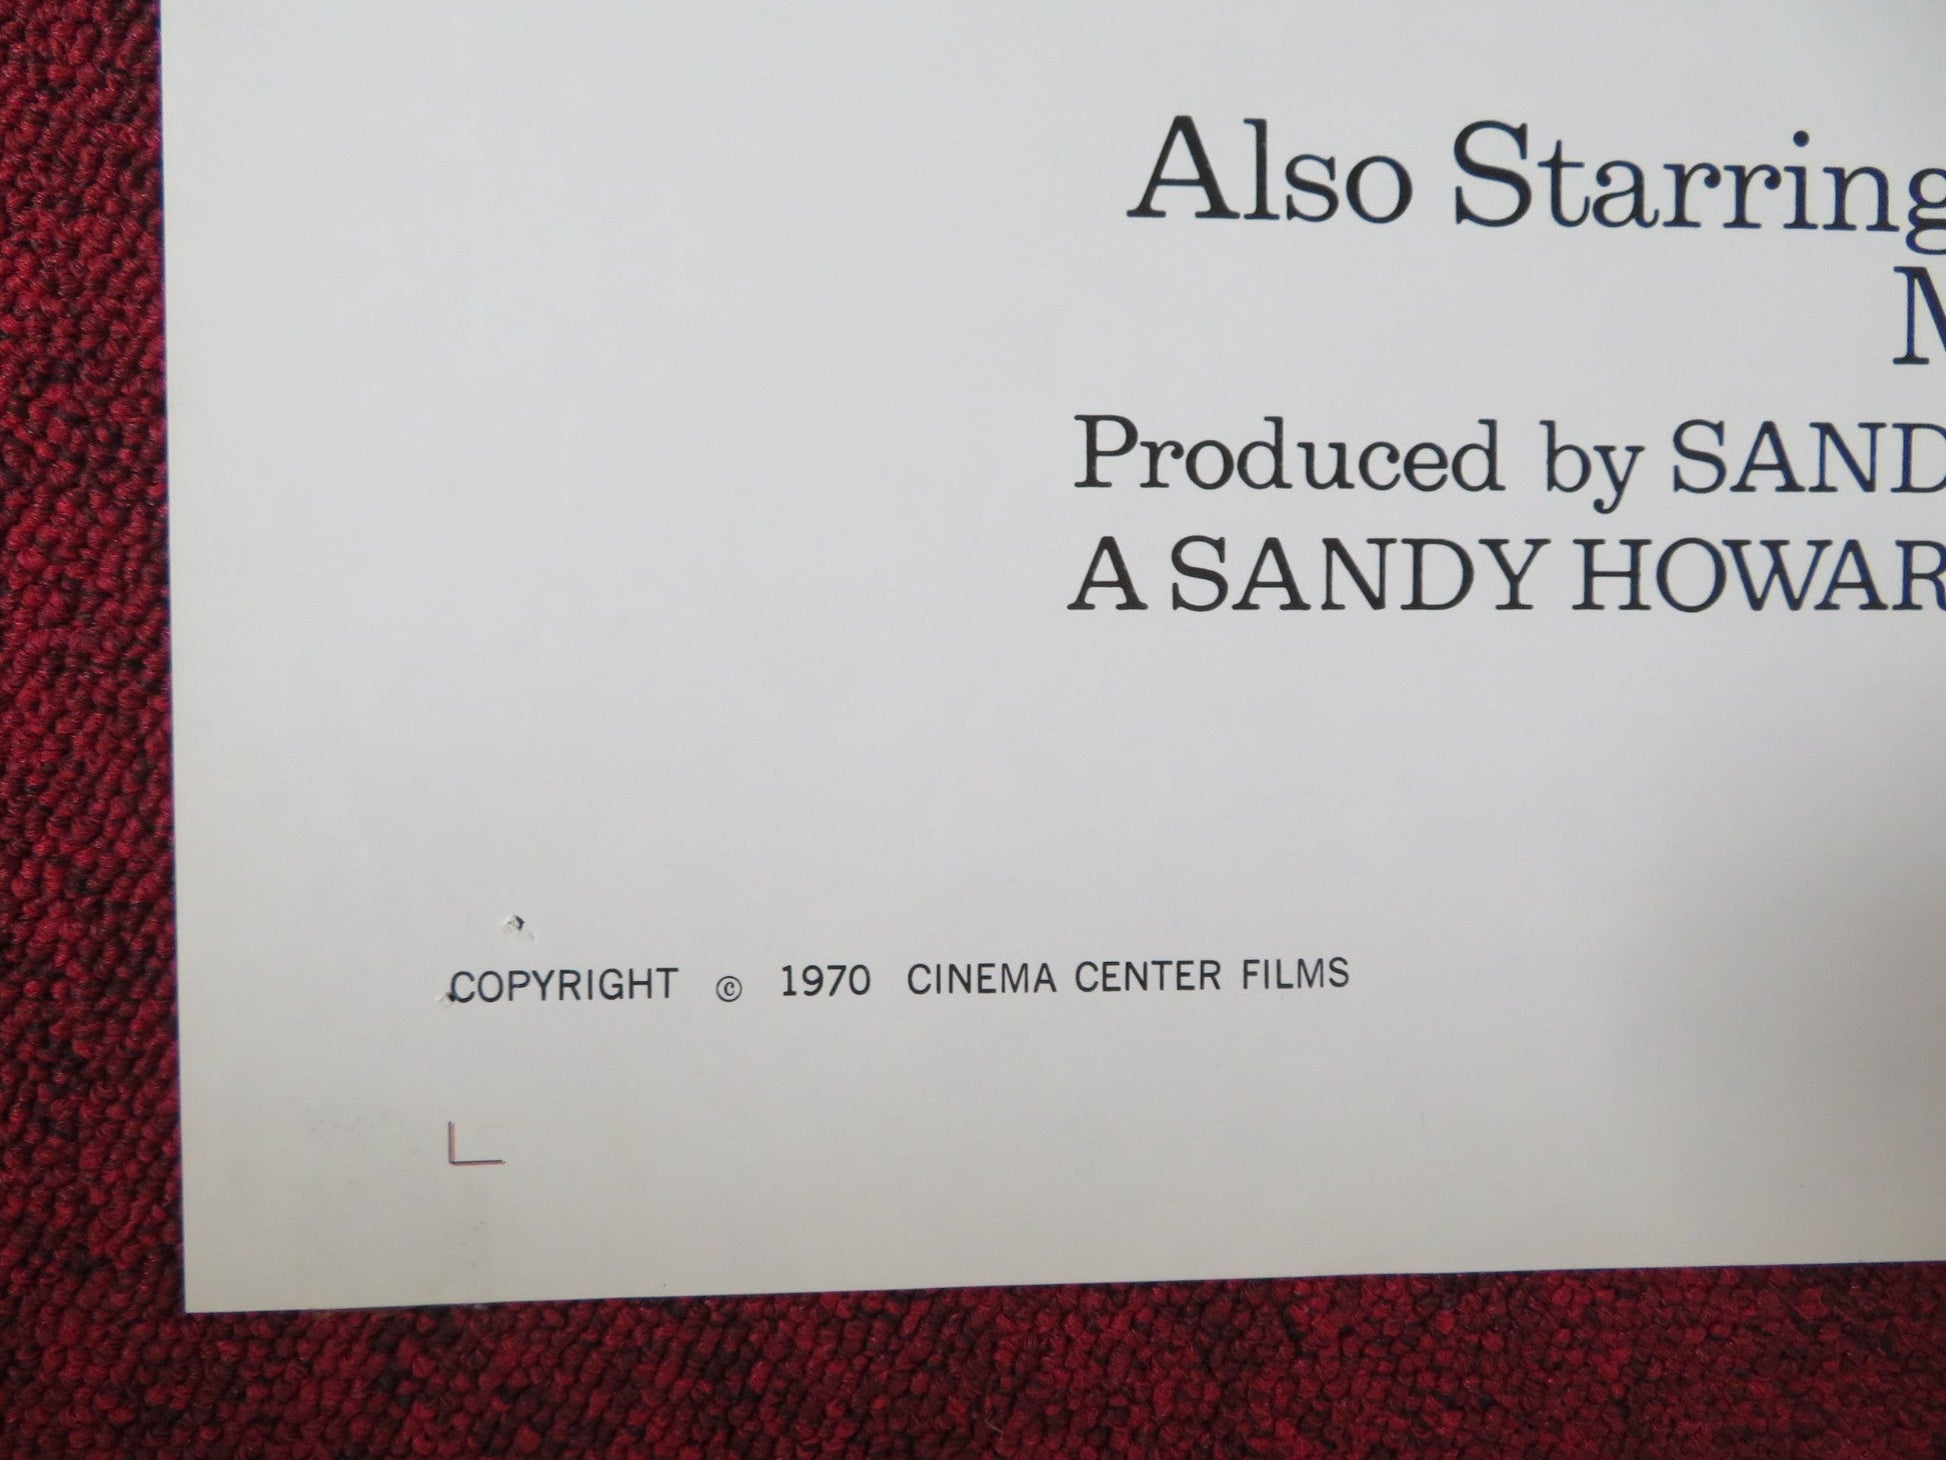 Also Starring
M
Produced by SAND
A SANDY HOWAR
COPYRIGHT © 1970 CINEMA CENTER FILMS